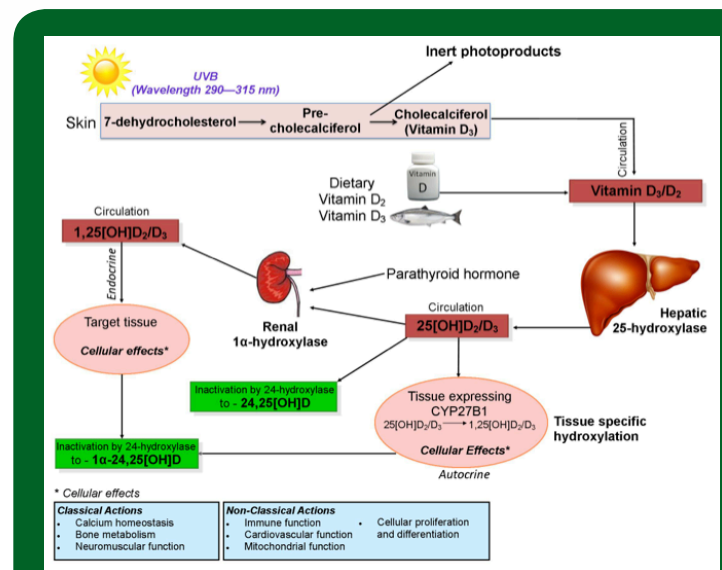 Inert photoproducts
UVB
(Wavelength 290—315 nm)
Skin
7-dehydrocholesterol
Pre-
cholecalciferol
Cholecalciferol
(Vitamin D₃)
Circulation
Vitamin
D
Dietary
Vitamin D₂
Vitamin D₃
Vitamin D₃/D₂
Circulation
1,25[OH]D₂/D₃
Endocrine
Parathyroid hormone
Renal
1α-hydroxylase
Circulation
25[OH]D₂/D₃
Hepatic
25-hydroxylase
Target tissue
Cellular effects*
Inactivation by 24-hydroxylase
to - 24,25[OH]D
Tissue expressing
CYP27B1
25[OH]D₂/D₃ 1,25[OH]D₂/D₃
Cellular Effects*
Tissue specific
hydroxylation
Autocrine
Inactivation by 24-hydroxylase
to - 1α-24,25[OH]D
* Cellular effects
Classical Actions
• Calcium homeostasis
• Bone metabolism
• Neuromuscular function
Non-Classical Actions
• Immune function
• Cardiovascular function
• Mitochondrial function
• Cellular proliferation
and differentiation